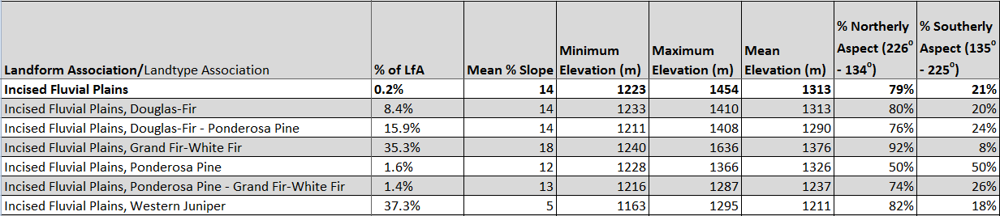 Landform Association/Landtype Association | % of LfA | Mean % Slope | Minimum Elevation (m) | Maximum Elevation (m) | Mean Elevation (m) | % Northerly Aspect (226° - 134°) | % Southerly Aspect (135° - 225°)
Incised Fluvial Plains | 0.2% | 14 | 1223 | 1454 | 1313 | 79% | 21%
Incised Fluvial Plains, Douglas-Fir | 8.4% | 14 | 1233 | 1410 | 1313 | 80% | 20%
Incised Fluvial Plains, Douglas-Fir - Ponderosa Pine | 15.9% | 14 | 1211 | 1408 | 1290 | 76% | 24%
Incised Fluvial Plains, Grand Fir-White Fir | 35.3% | 18 | 1240 | 1636 | 1376 | 92% | 8%
Incised Fluvial Plains, Ponderosa Pine | 1.6% | 12 | 1228 | 1366 | 1326 | 50% | 50%
Incised Fluvial Plains, Ponderosa Pine - Grand Fir-White Fir | 1.4% | 13 | 1216 | 1287 | 1237 | 74% | 26%
Incised Fluvial Plains, Western Juniper | 37.3% | 5 | 1163 | 1295 | 1211 | 82% | 18%